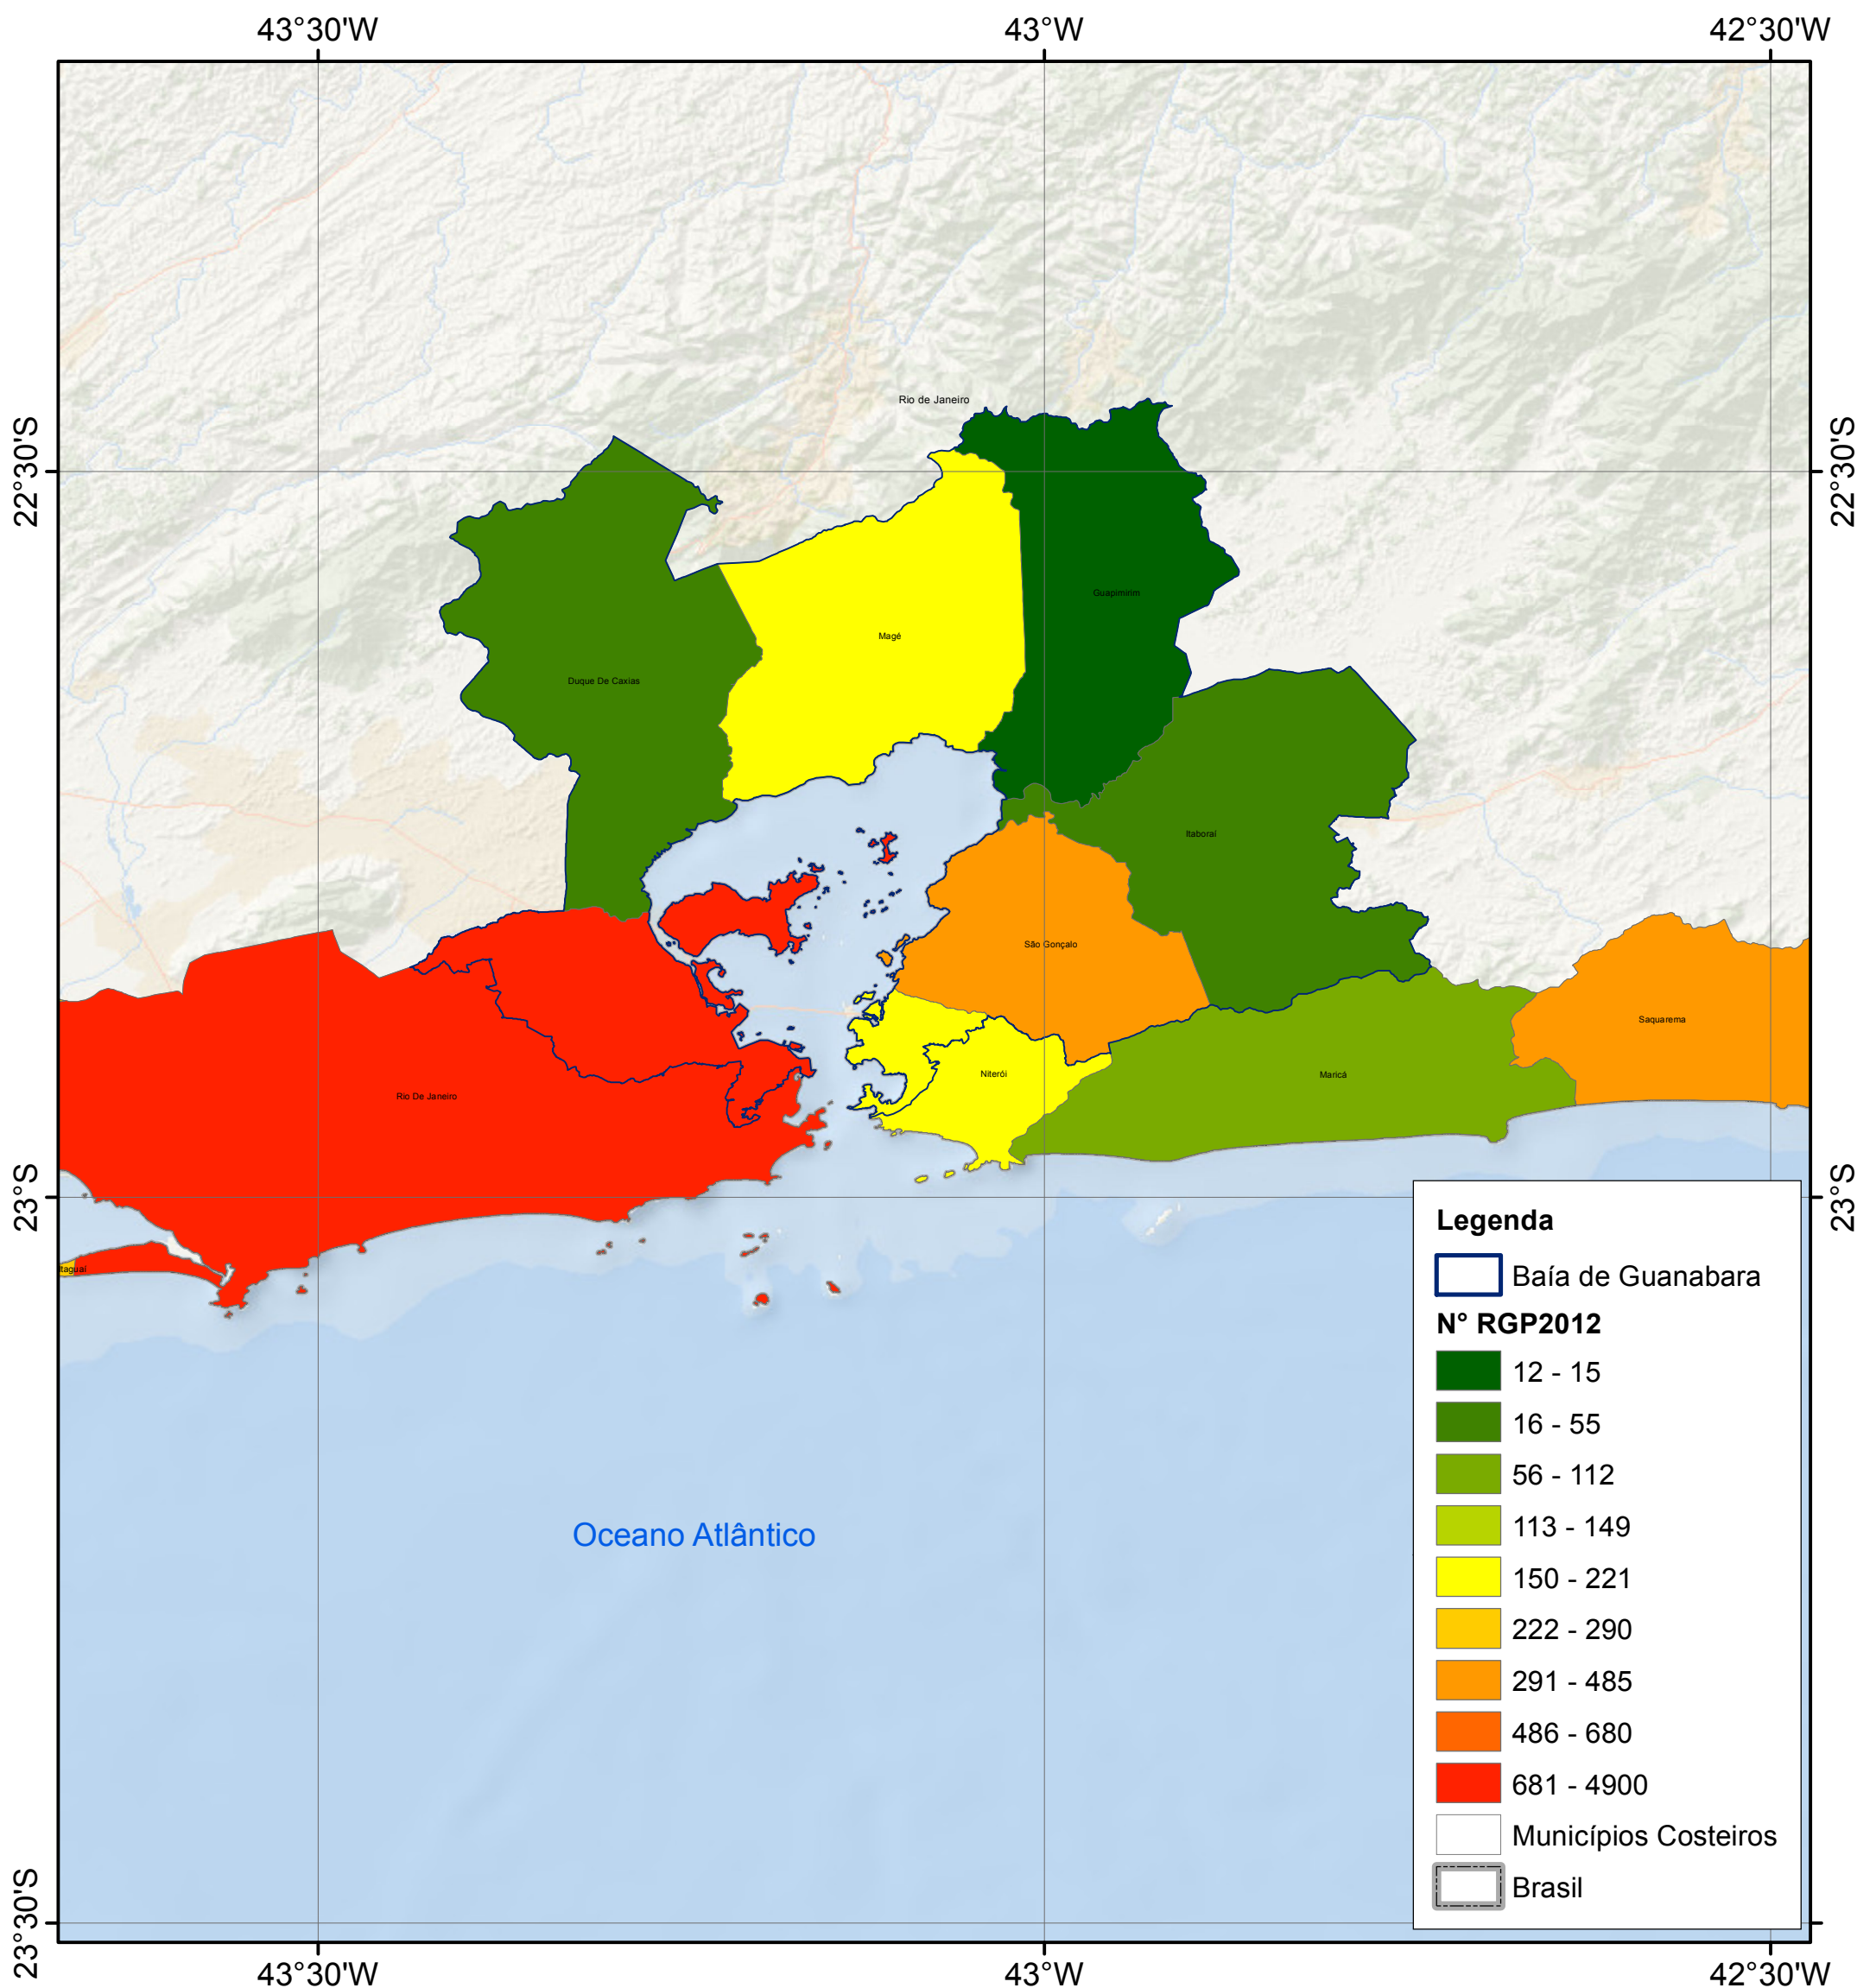 43°30'W
43°W
42°30'W
22°30'S
22°30'S
Rio de Janeiro
Guapimirim
Magé
Duque De Caxias
Itaboraí
São Gonçalo
Saquarema
Niterói
Maricá
Rio De Janeiro
23°S
23°S
Itaguaí
Oceano Atlântico
Legenda
Baía de Guanabara
N° RGP2012
12 - 15
16 - 55
56 - 112
113 - 149
150 - 221
222 - 290
291 - 485
486 - 680
681 - 4900
Municípios Costeiros
Brasil
23°30'S
43°30'W
43°W
42°30'W